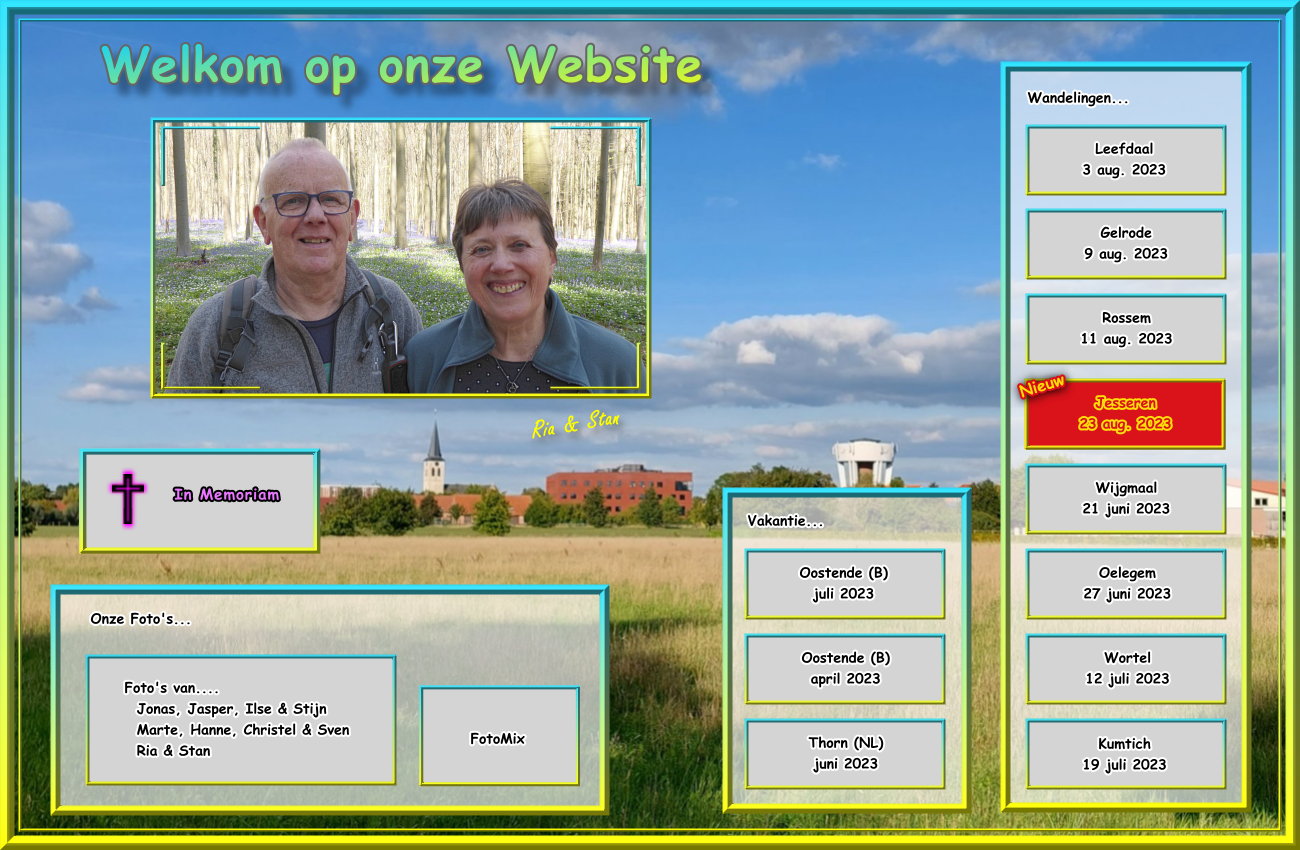 Welkom op onze Website
Ria & Stan
In Memoriam
Onze Foto's...
Foto's van....
Jonas, Jasper, Ilse & Stijn
Marte, Hanne, Christel & Sven
Ria & Stan
FotoMix
Vakantie...
Oostende (B)
juli 2023
Oostende (B)
april 2023
Thorn (NL)
juni 2023
Wandelingen...
Leefdaal
3 aug. 2023
Gelrode
9 aug. 2023
Rossem
11 aug. 2023
Nieuw
Jesseren
23 aug. 2023
Wijgmaal
21 juni 2023
Oelegem
27 juni 2023
Wortel
12 juli 2023
Kumtich
19 juli 2023